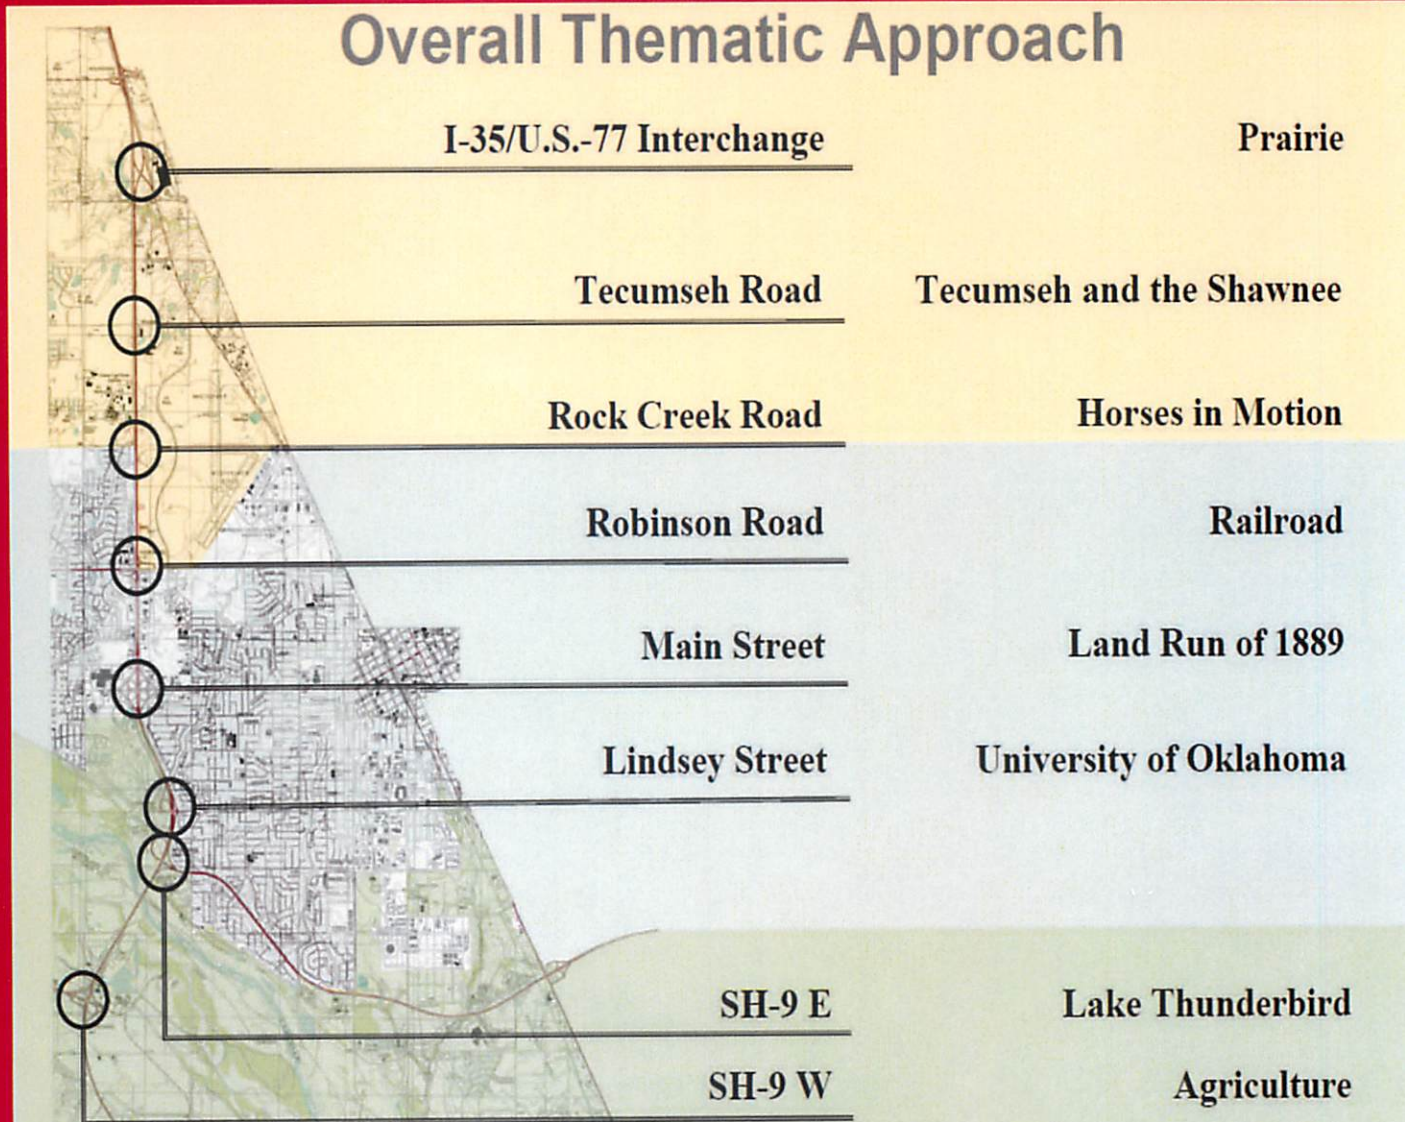 Overall Thematic Approach
I-35/U.S.-77 Interchange Prairie
Tecumseh Road Tecumseh and the Shawnee
Rock Creek Road Horses in Motion
Robinson Road Railroad
Main Street Land Run of 1889
Lindsey Street University of Oklahoma
SH-9 E Lake Thunderbird
SH-9 W Agriculture